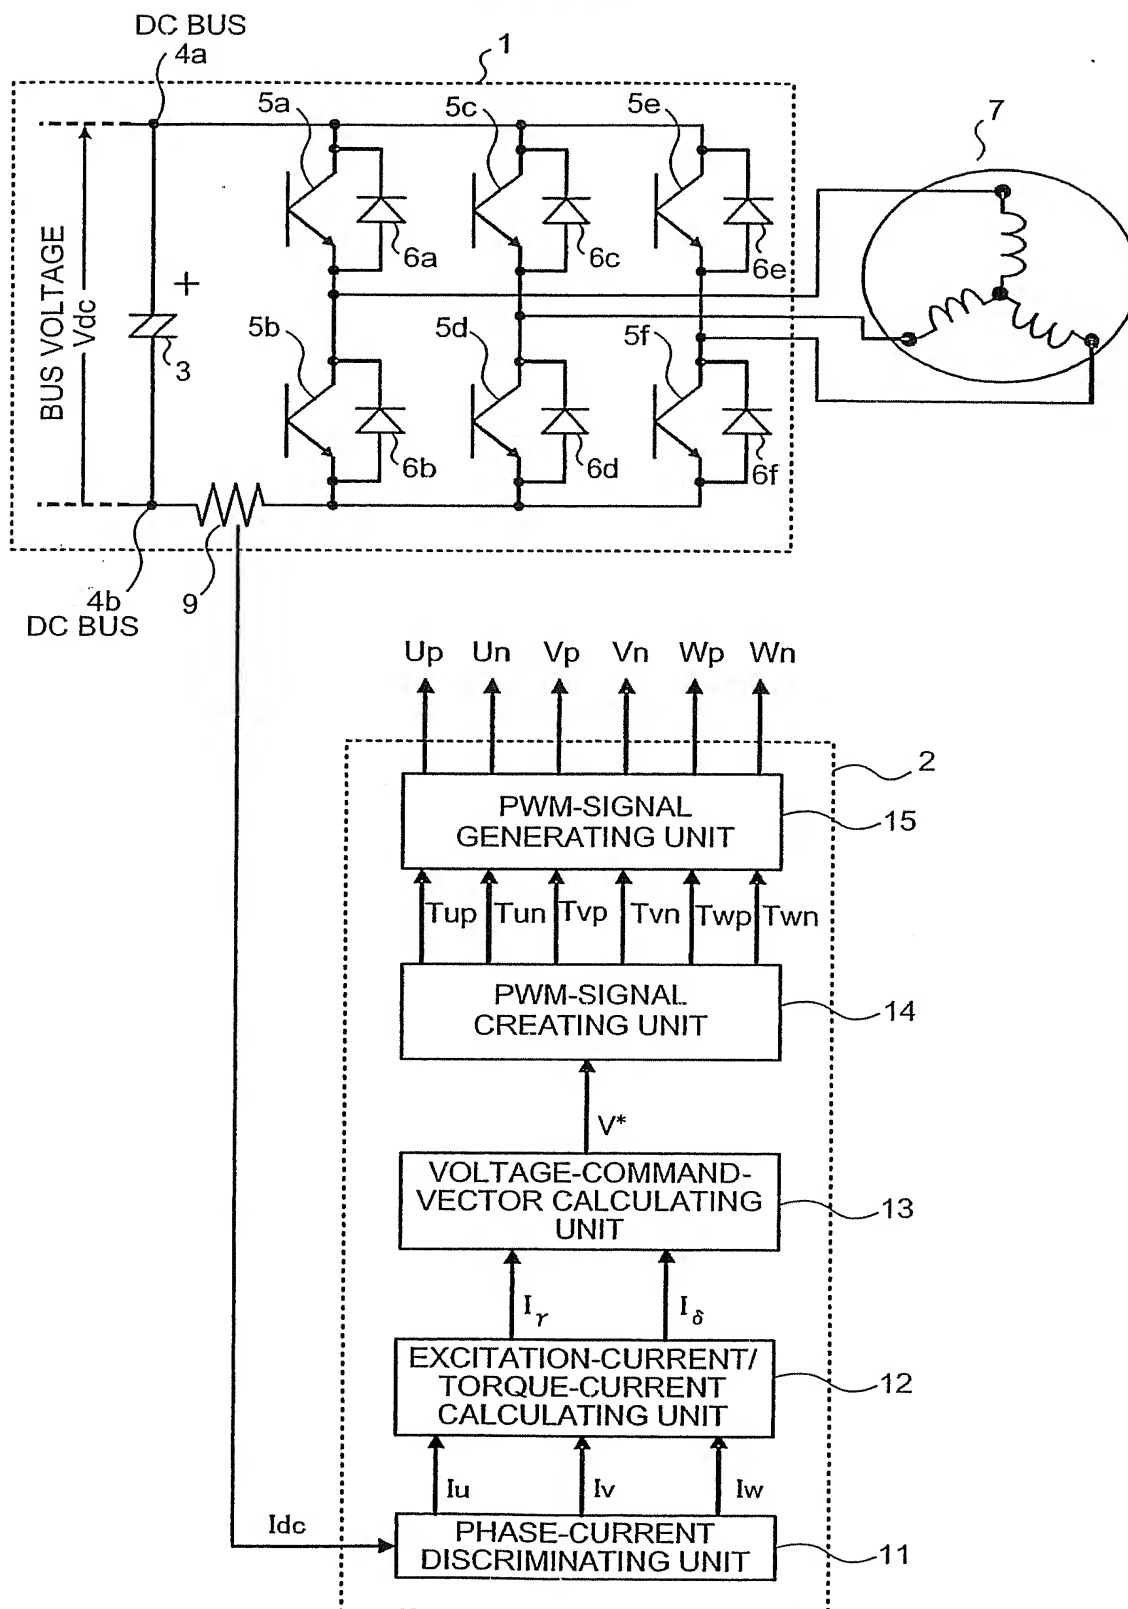 DC BUS
4a
1
5a
5c
5e
7
6a
6c
6e
BUS VOLTAGE
Vdc
+
3
5b
5d
5f
6b
6d
6f
4b
DC BUS
9
Up Un Vp Vn Wp Wn
2
PWM-SIGNAL
GENERATING UNIT
15
Tup Tun Tvp Tvn Twp Twn
PWM-SIGNAL
CREATING UNIT
14
V*
VOLTAGE-COMMAND-
VECTOR CALCULATING
UNIT
13
Iγ Iδ
EXCITATION-CURRENT/
TORQUE-CURRENT
CALCULATING UNIT
12
Iu Iv Iw
Idc
PHASE-CURRENT
DISCRIMINATING UNIT
11